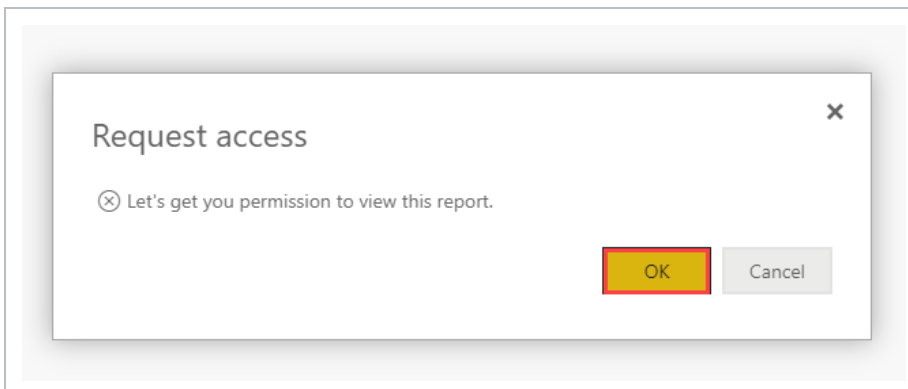 Request access
Let's get you permission to view this report.
OK
Cancel